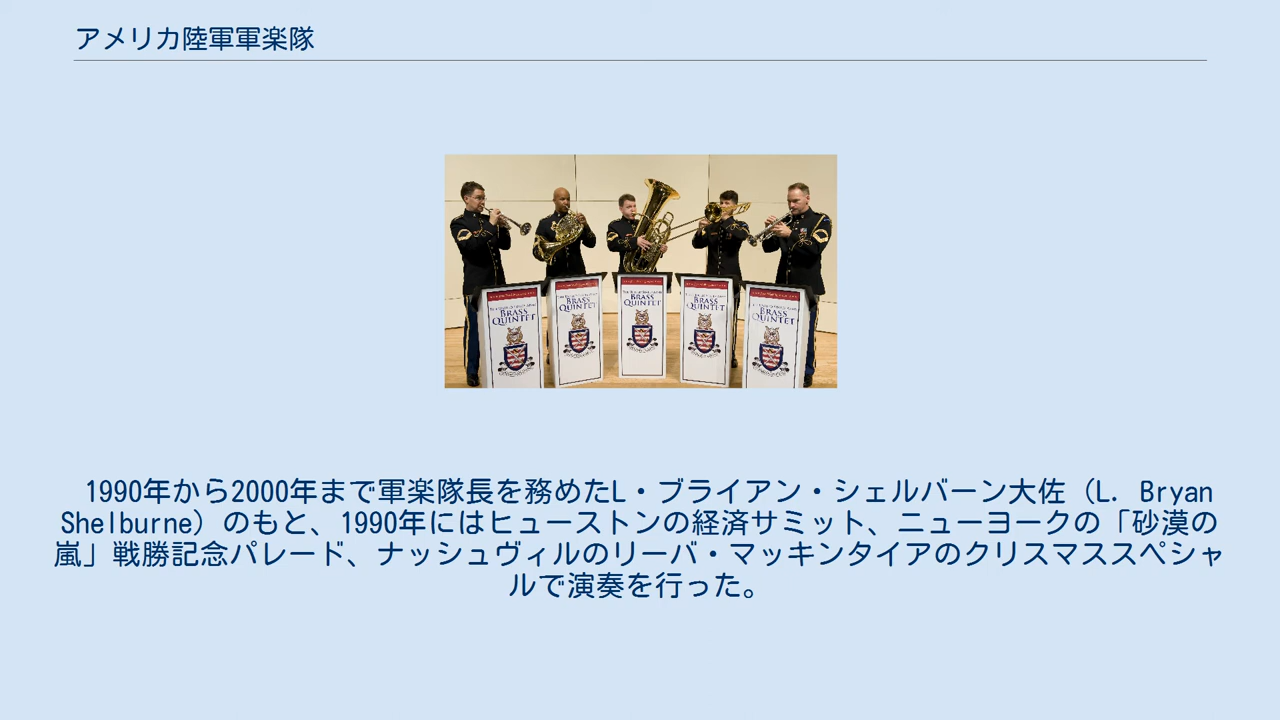 アメリカ陸軍軍楽隊
BRASS
QUINTET
BRASS
QUINTET
BRASS
QUINTET
BRASS
QUINTET
BRASS
QUINTET
1990年から2000年まで軍楽隊長を務めたL・ブライアン・シェルバーン大佐（L. Bryan
Shelburne）のもと、1990年にはヒューストンの経済サミット、ニューヨークの「砂漠の
嵐」戦勝記念パレード、ナッシュヴィルのリーバ・マッキンタイアのクリスマススペシャ
ルで演奏を行った。